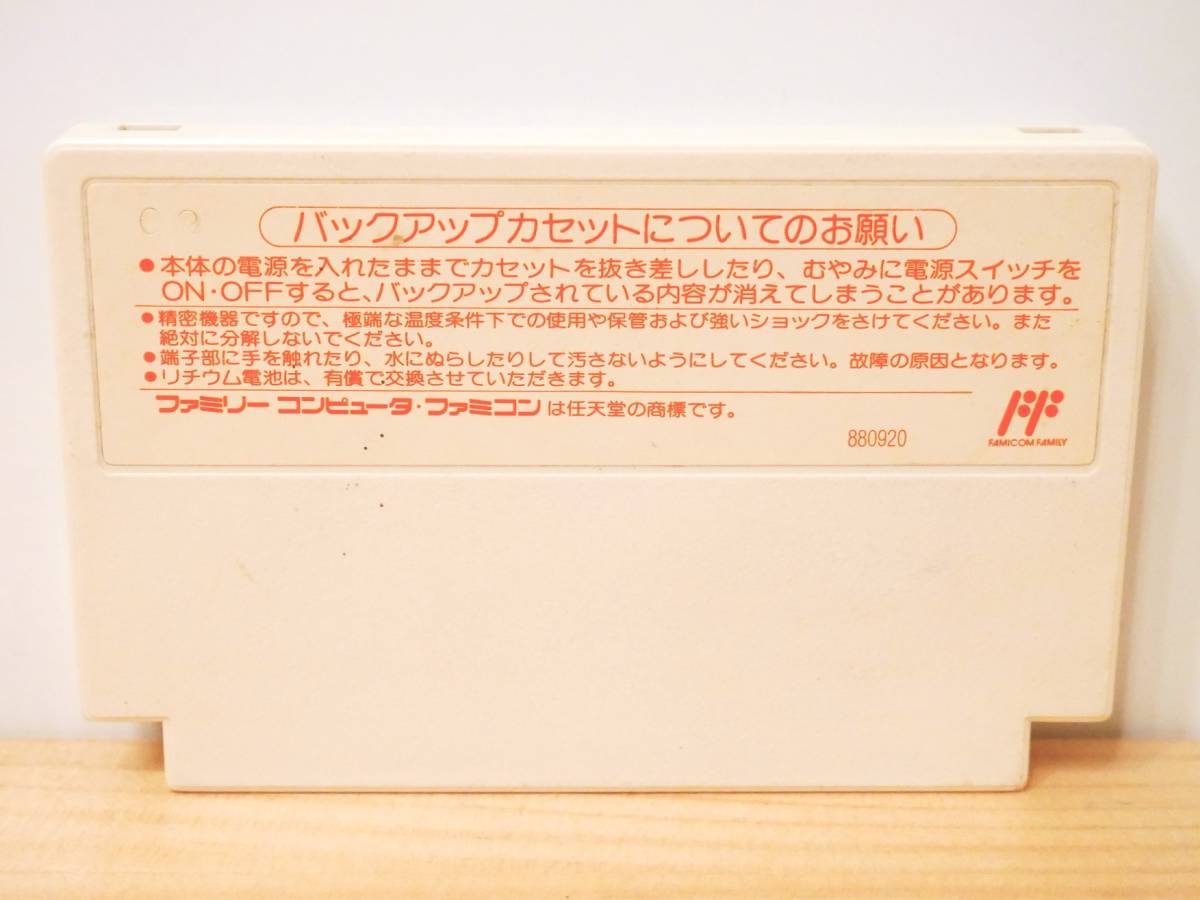 バックアップカセットについてのお願い
●本体の電源を入れたままでカセットを抜き差ししたり、むやみに電源スイッチを
ON・OFFすると、バックアップされている内容が消えてしまうことがあります。
●精密機器ですので、極端な温度条件下での使用や保管および強いショックをさけてください。また
絶対に分解しないでください。
●端子部に手を触れたり、水にぬらしたりして汚さないようにしてください。故障の原因となります。
●リチウム電池は、有償で交換させていただきます。
ファミリーコンピュータ・ファミコンは任天堂の商標です。
880920
FAMICOM FAMILY